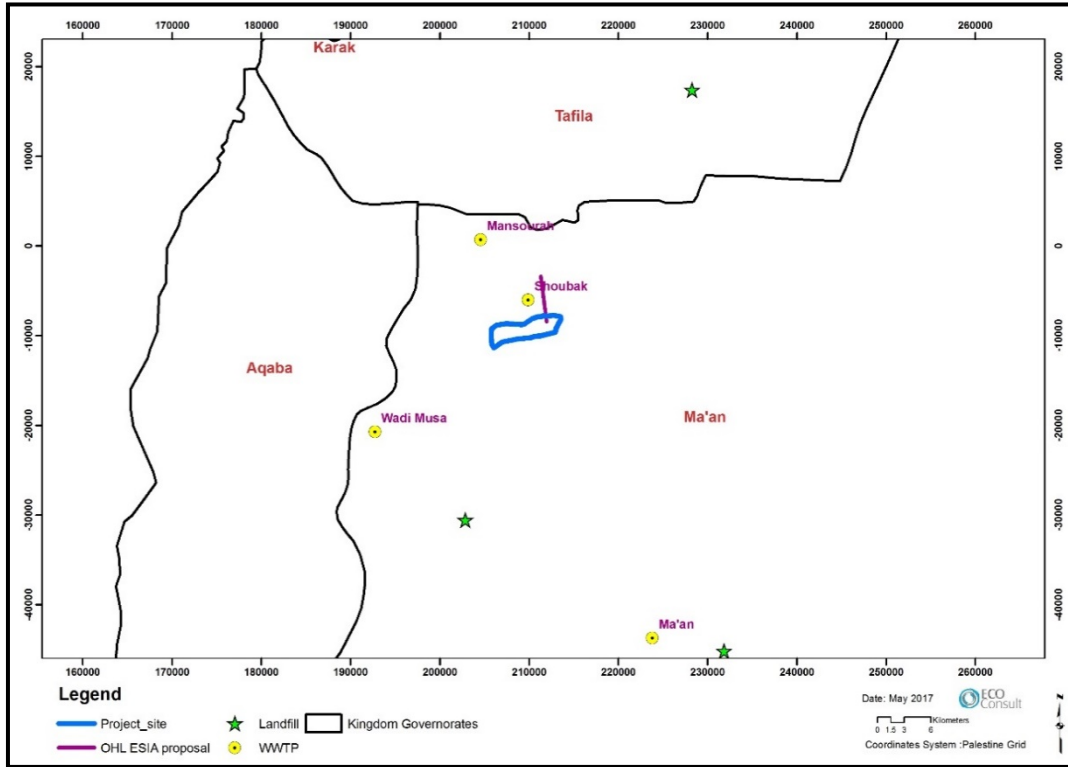 160000 170000 180000 190000 200000 210000 220000 230000 240000 250000 260000
Karak
20000 20000
Tafila
10000 10000
Mansourah
0 0
Shoubak
-10000 -10000
Aqaba
Ma'an
Wadi Musa
-20000 -20000
-30000 -30000
-40000 -40000
Ma'an
160000 170000 180000 190000 200000 210000 220000 230000 240000 250000 260000
Legend
Project_site Landfill Kingdom Governorates
OHL ESIA proposal WWTP
Date: May 2017 ECO
Consult
Kilometers
0 1.5 3 6
Coordinates System :Palestine Grid